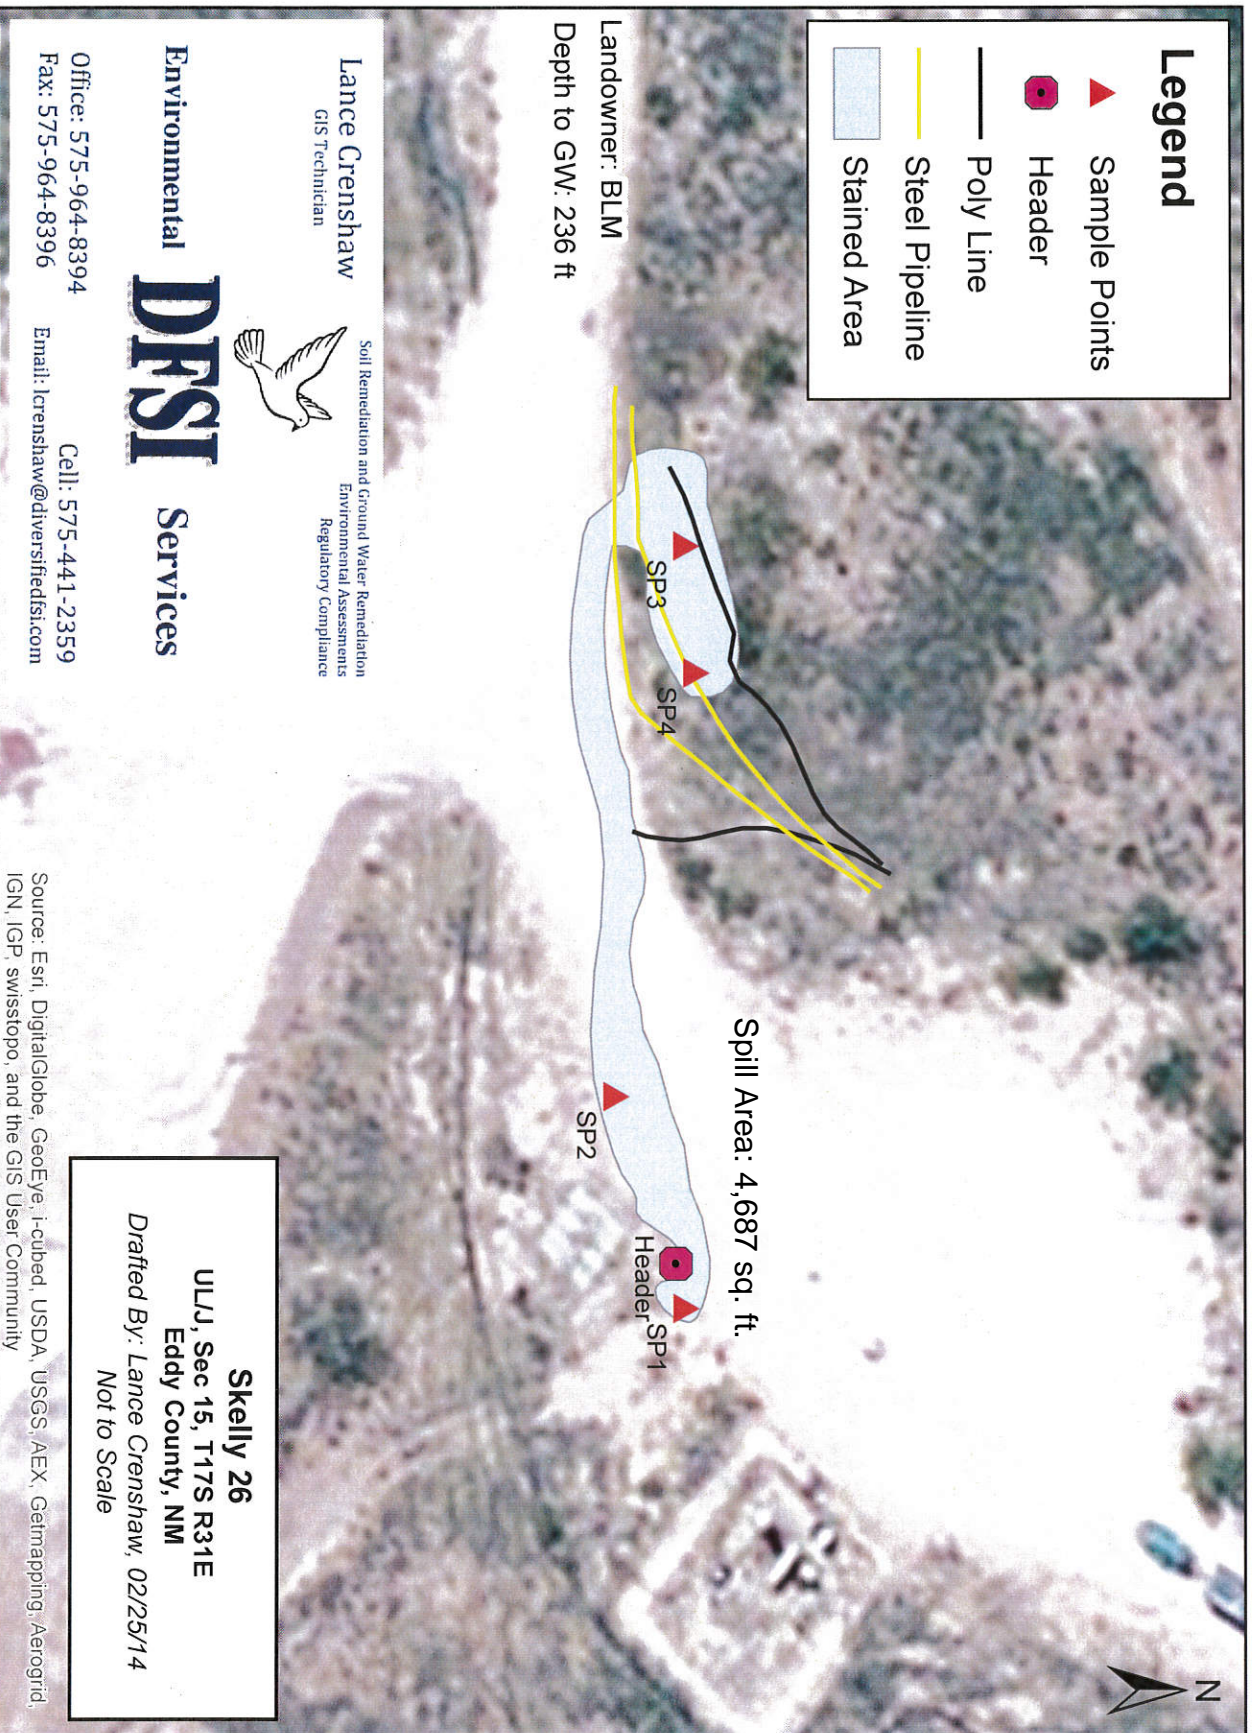 Legend
Sample Points
Header
Poly Line
Steel Pipeline
Stained Area
N
Landowner: BLM
Depth to GW: 236 ft
Spill Area: 4,687 sq. ft.
SP3
SP4
SP2
Header
SP1
Lance Crenshaw
GIS Technician
Soil Remediation and Ground Water Remediation
Environmental Assessments
Regulatory Compliance
Environmental DFSI Services
Office: 575-964-8394 Cell: 575-441-2359
Fax: 575-964-8396 Email: lcrenshaw@diversifiedfsi.com
Skelly 26
UL/J, Sec 15, T17S R31E
Eddy County, NM
Drafted By: Lance Crenshaw, 02/25/14
Not to Scale
Source: Esri, DigitalGlobe, GeoEye, i-cubed, USDA, USGS, AEX, Getmapping, Aerogrid,
IGN, IGP, swisstopo, and the GIS User Community